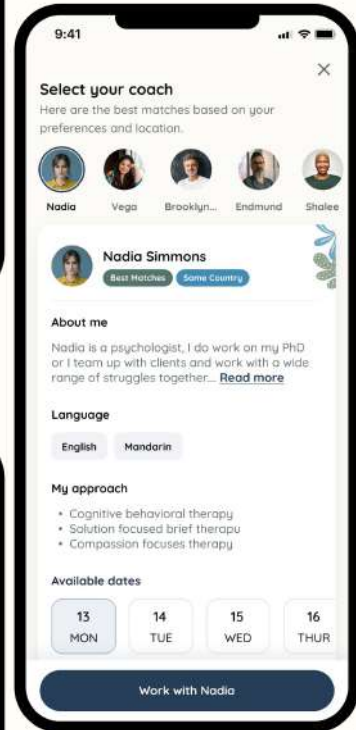 9:41
Select your coach
Here are the best matches based on your
preferences and location.
Nadia
Vega
Brooklyn...
Endmund
Shalee
Nadia Simmons
Best Matches
Same Country
About me
Nadia is a psychologist, I do work on my PhD
or I team up with clients and work with a wide
range of struggles together... Read more
Language
English
Mandarin
My approach
• Cognitive behavioral therapy
• Solution focused brief therapu
• Compassion focuses therapy
Available dates
13
MON
14
TUE
15
WED
16
THUR
Work with Nadia